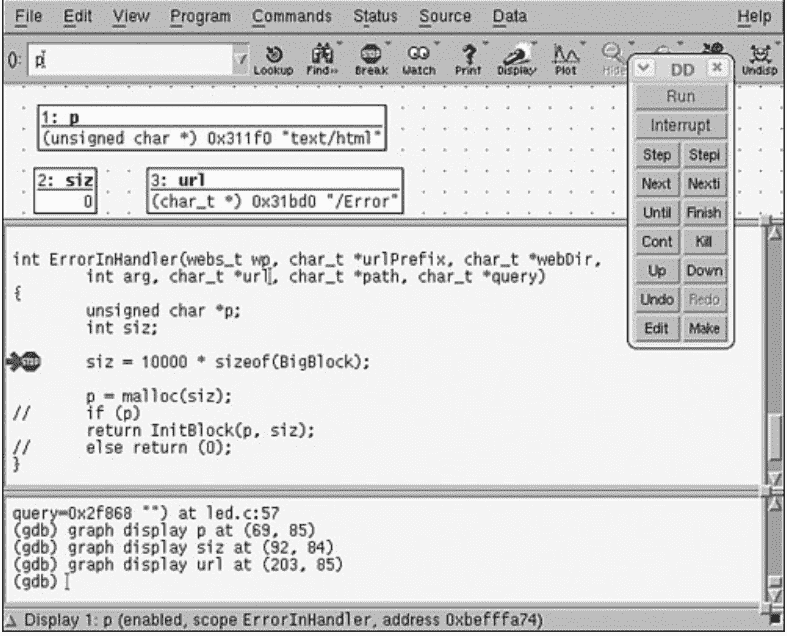 File Edit View Program Commands Status Source Data Help
(): p
Lookup Find» Break Watch Print Display Plot Hide Undisp
DD
Run
Interrupt
Step Stepi
Next Nexti
Until Finish
Cont Kill
Up Down
Undo Redo
Edit Make
1: p
(unsigned char *) 0x311f0 "text/html"
2: siz
0
3: url
(char_t *) 0x31bd0 "/Error"
int ErrorInHandler(webs_t wp, char_t *urlPrefix, char_t *webDir,
int arg, char_t *url, char_t *path, char_t *query)
{
unsigned char *p;
int siz;
STOP
siz = 10000 * sizeof(BigBlock);
p = malloc(siz);
// if (p)
return InitBlock(p, siz);
// else return (0);
}
query=0x2f868 "") at led.c:57
(gdb) graph display p at (69, 85)
(gdb) graph display siz at (92, 84)
(gdb) graph display url at (203, 85)
(gdb)
Display 1: p (enabled, scope ErrorInHandler, address 0xbefffa74)